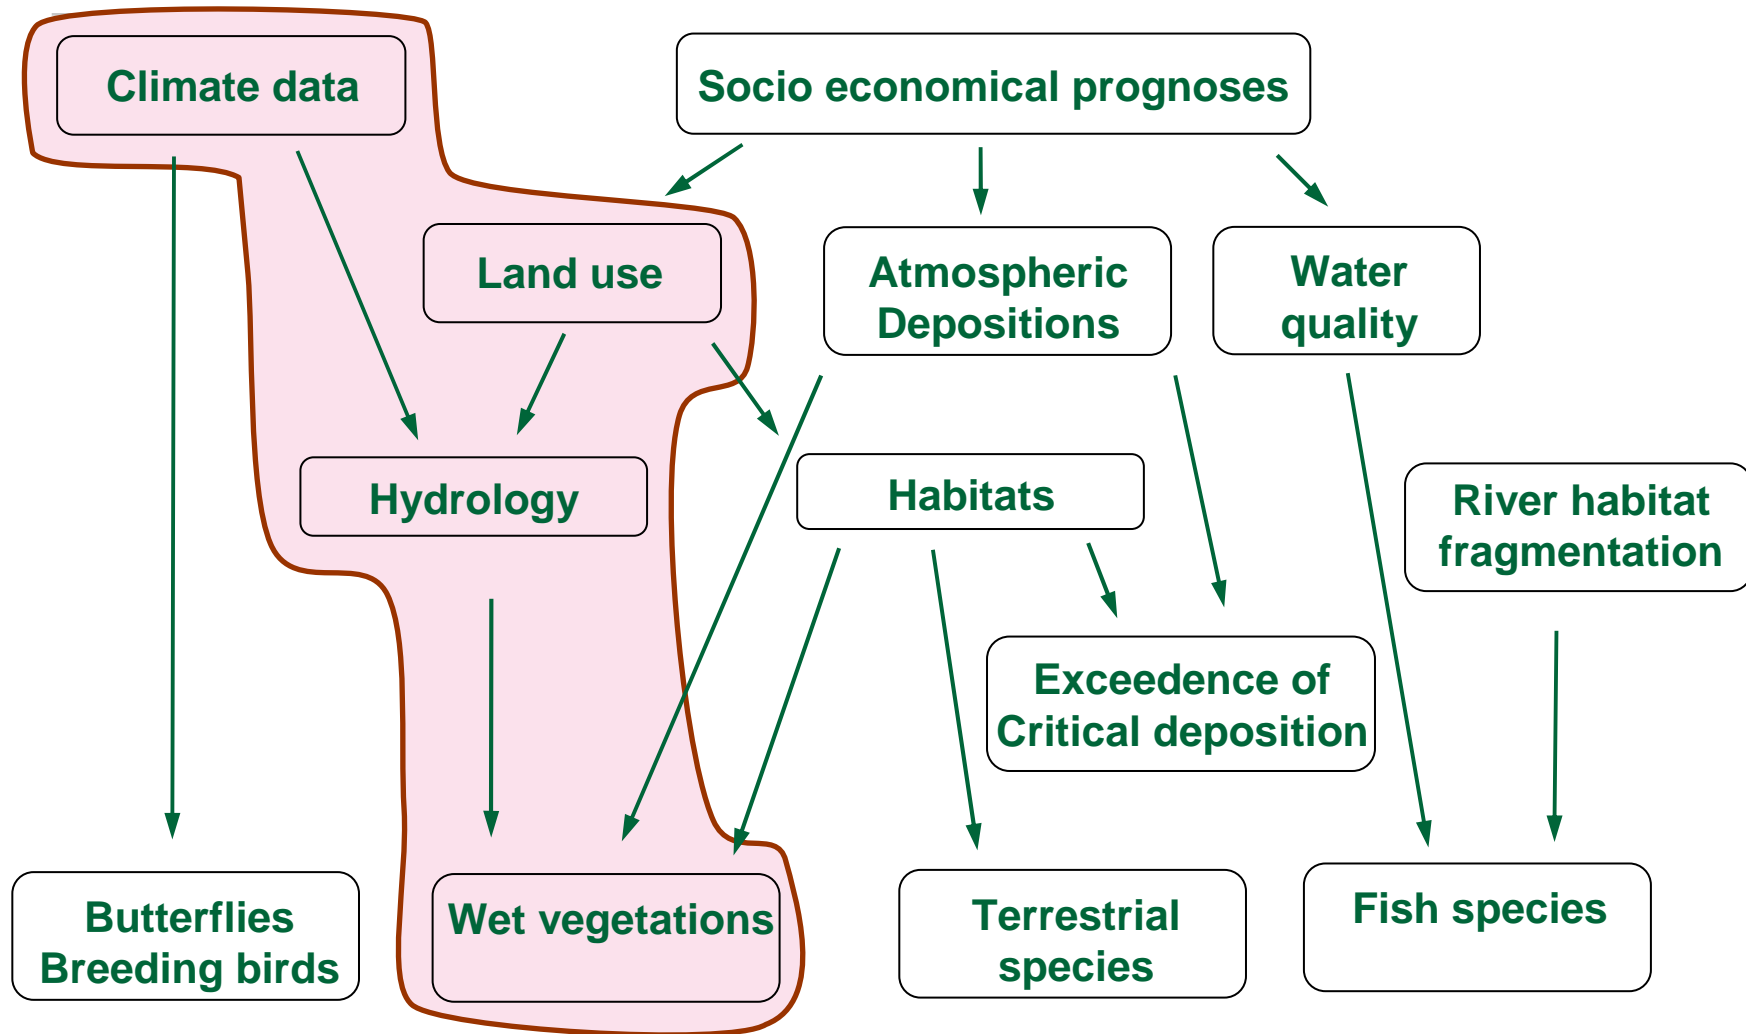 Climate data
Socio economical prognoses
Land use
Atmospheric
Depositions
Water
quality
Hydrology
Habitats
River habitat
fragmentation
Exceedence of
Critical deposition
Butterflies
Breeding birds
Wet vegetations
Terrestrial
species
Fish species